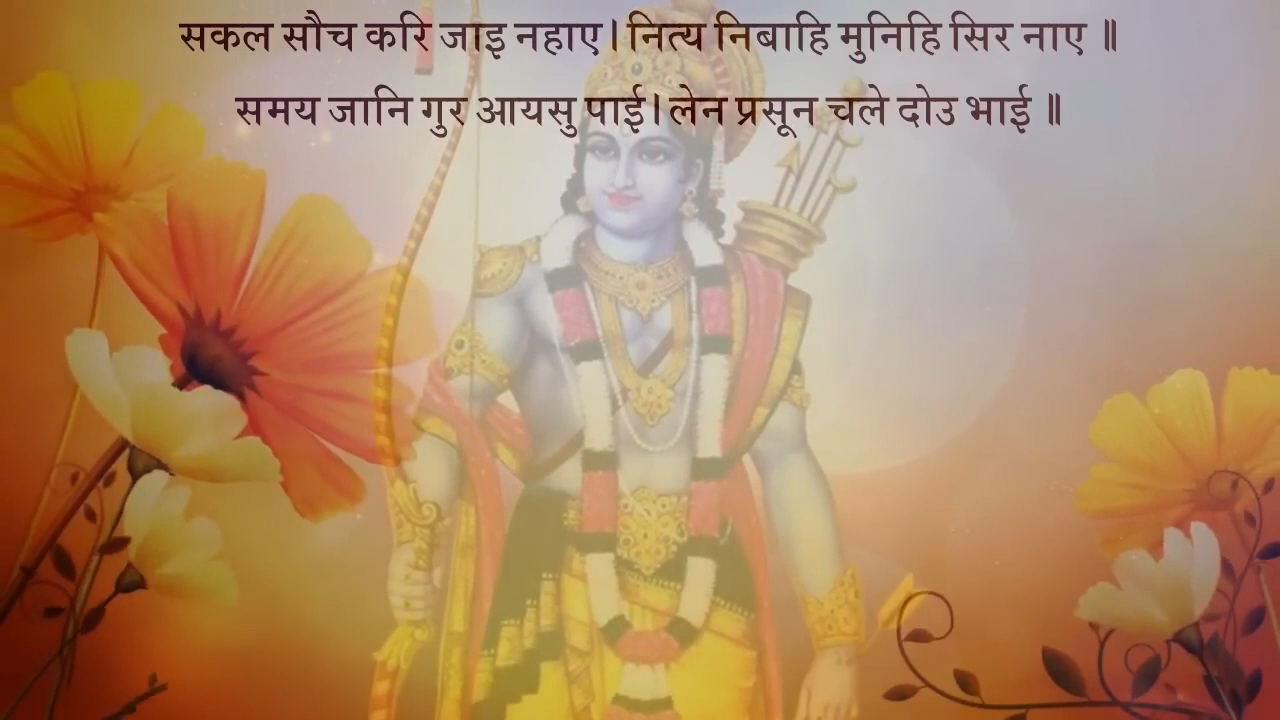 सकल सौच करि जाइ नहाए। नित्य निबाहि मुनिहि सिर नाए ॥
समय जानि गुर आयसु पाई। लेन प्रसून चले दोउ भाई ॥